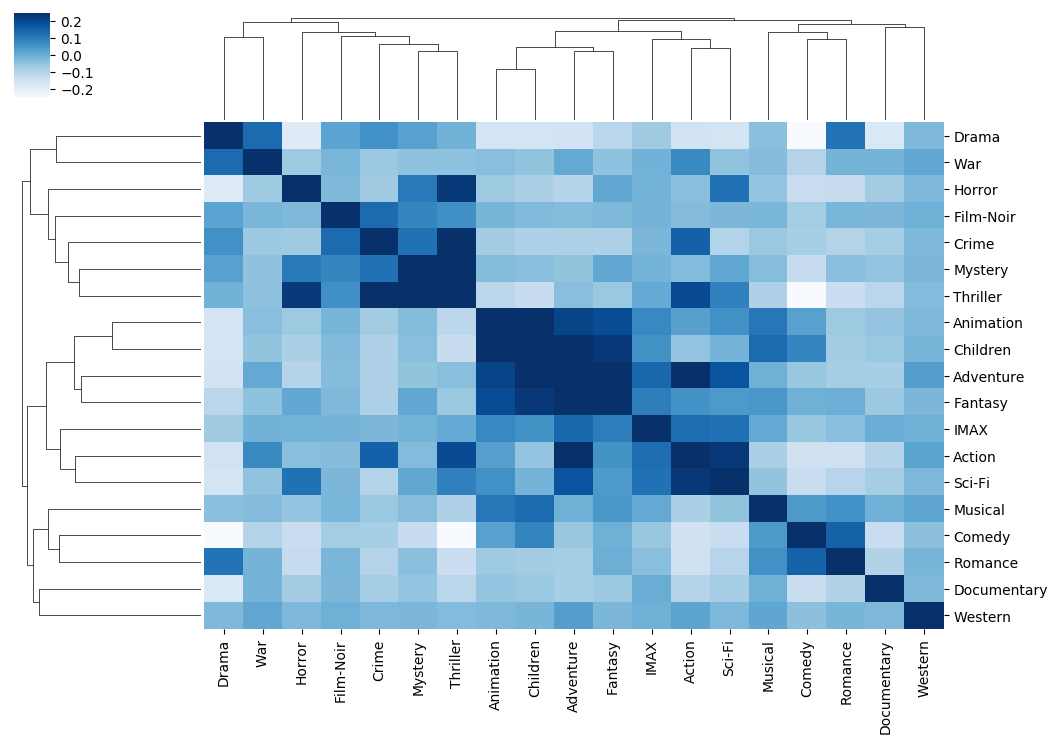 0.2
0.1
0.0
−0.1
−0.2
Drama
War
Horror
Film-Noir
Crime
Mystery
Thriller
Animation
Children
Adventure
Fantasy
IMAX
Action
Sci-Fi
Musical
Comedy
Romance
Documentary
Western
Drama
War
Horror
Film-Noir
Crime
Mystery
Thriller
Animation
Children
Adventure
Fantasy
IMAX
Action
Sci-Fi
Musical
Comedy
Romance
Documentary
Western